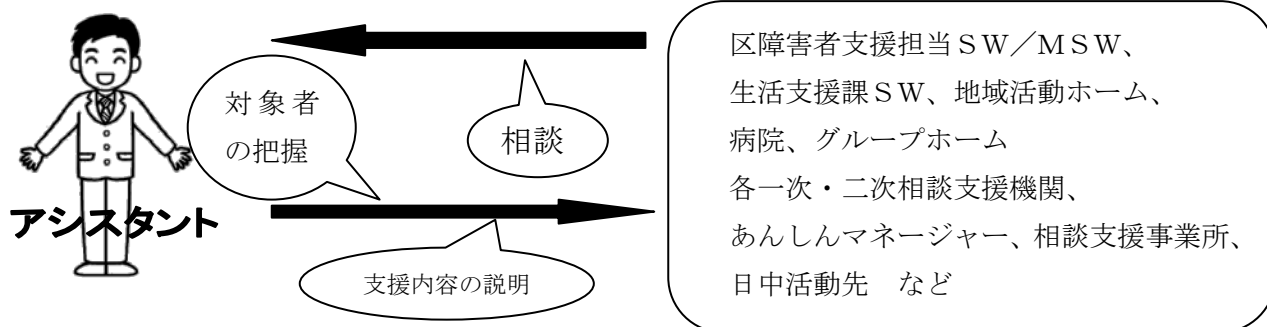 対象者
の把握
相談
アシスタント
支援内容の説明
区障害者支援担当ＳＷ／ＭＳＷ、
生活支援課ＳＷ、地域活動ホーム、
病院、グループホーム
各一次・二次相談支援機関、
あんしんマネージャー、相談支援事業所、
日中活動先　など